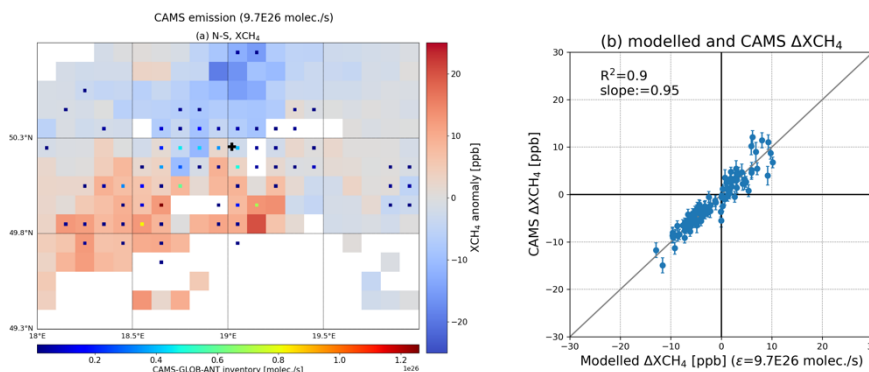 CAMS emission (9.7E26 molec./s)
(a) N-S, XCH₄
50.3°N
49.8°N
49.3°N
18°E
18.5°E
19°E
19.5°E
20
10
0
−10
−20
XCH₄ anomaly [ppb]
0.2
0.4
0.6
0.8
1.0
1.2
1e26
CAMS-GLOB-ANT inventory [molec./s]
(b) modelled and CAMS ΔXCH₄
R²=0.9
slope:=0.95
30
20
10
0
−10
−20
−30
CAMS ΔXCH₄ [ppb]
−30
−20
−10
0
10
20
30
Modelled ΔXCH₄ [ppb] (ε=9.7E26 molec./s)